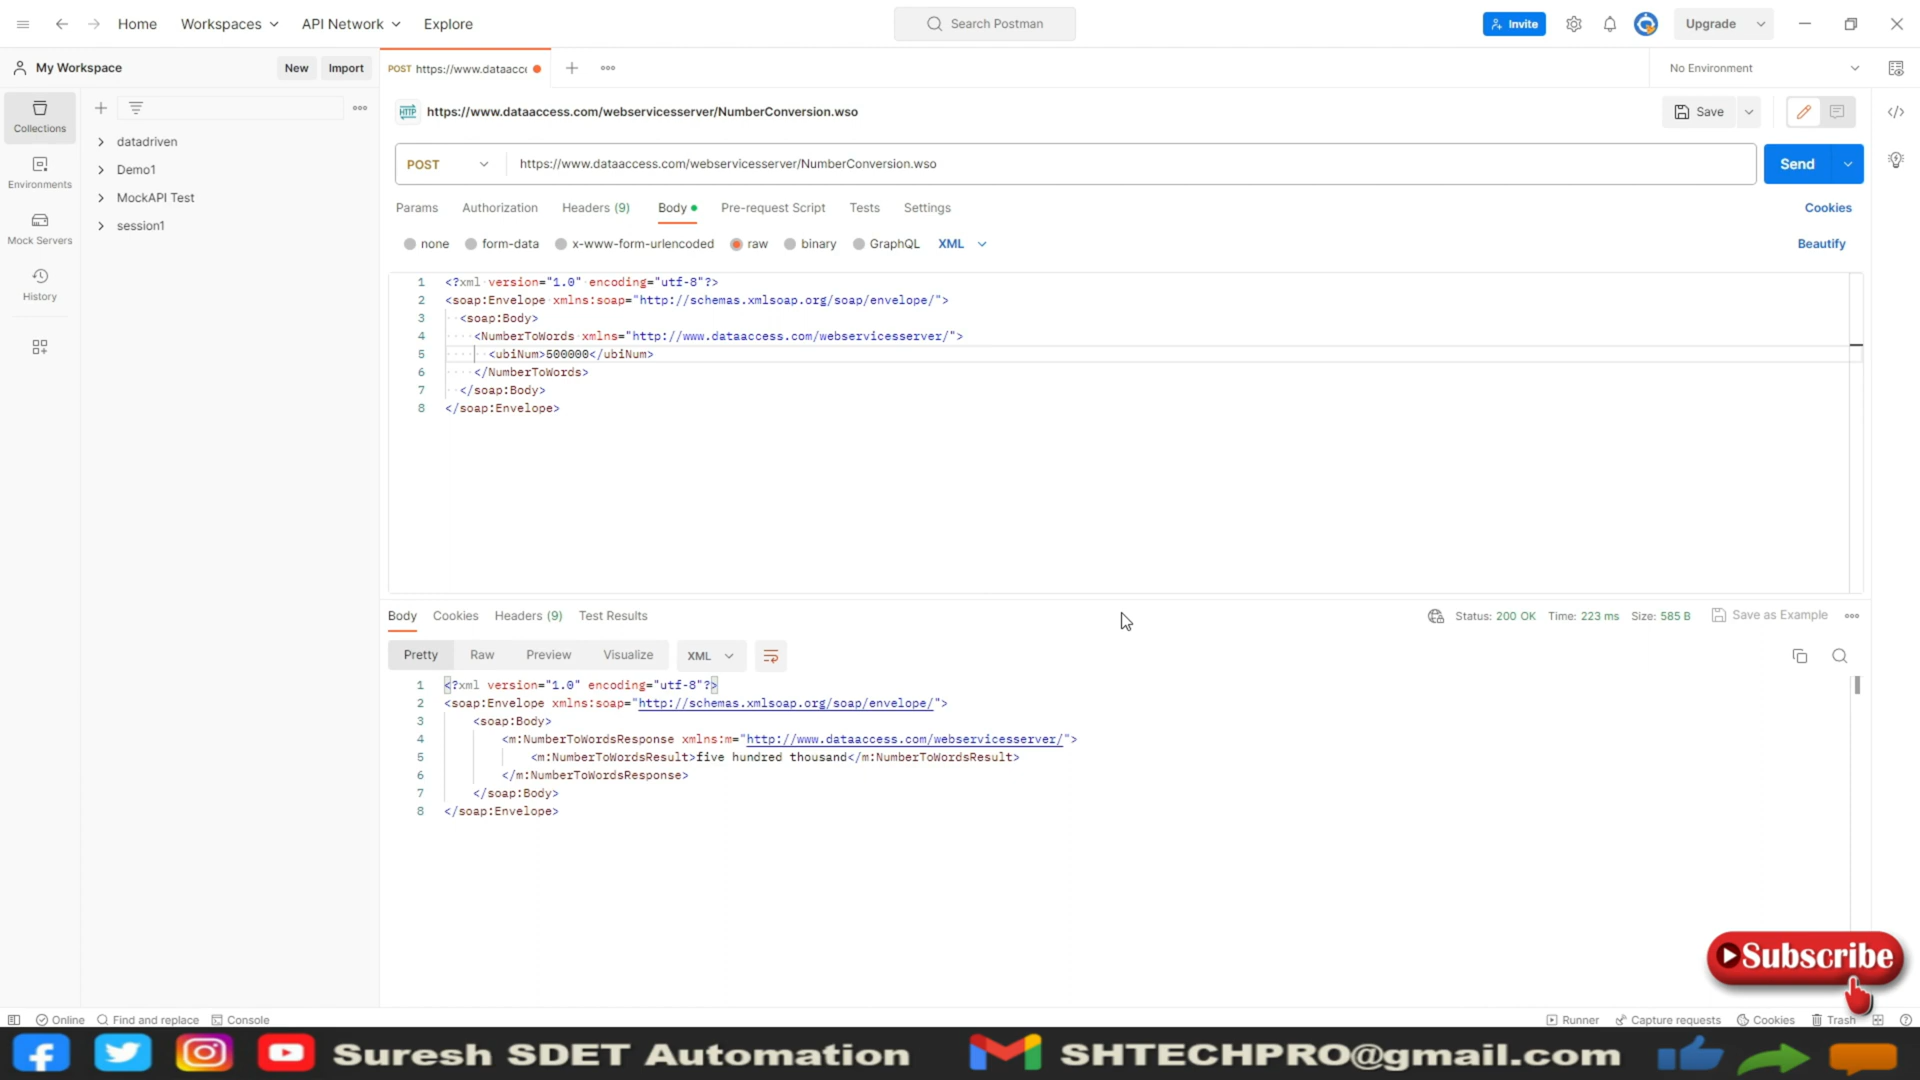 Home Workspaces API Network Explore Search Postman Invite Upgrade
My Workspace New Import POST https://www.dataacc No Environment
Collections
Environments
Mock Servers
History
datadriven
Demo1
MockAPI Test
session1
HTTP https://www.dataaccess.com/webservicesserver/NumberConversion.wso Save
POST https://www.dataaccess.com/webservicesserver/NumberConversion.wso Send
Params Authorization Headers (9) Body Pre-request Script Tests Settings Cookies
none form-data x-www-form-urlencoded raw binary GraphQL XML Beautify
1 <?xml version="1.0" encoding="utf-8"?>
2 <soap:Envelope xmlns:soap="http://schemas.xmlsoap.org/soap/envelope/">
3 <soap:Body>
4 <NumberToWords xmlns="http://www.dataaccess.com/webservicesserver/">
5 <ubiNum>500000</ubiNum>
6 </NumberToWords>
7 </soap:Body>
8 </soap:Envelope>
Body Cookies Headers (9) Test Results Status: 200 OK Time: 223 ms Size: 585 B Save as Example
Pretty Raw Preview Visualize XML
1 <?xml version="1.0" encoding="utf-8"?>
2 <soap:Envelope xmlns:soap="http://schemas.xmlsoap.org/soap/envelope/">
3 <soap:Body>
4 <m:NumberToWordsResponse xmlns:m="http://www.dataaccess.com/webservicesserver/">
5 <m:NumberToWordsResult>five hundred thousand</m:NumberToWordsResult>
6 </m:NumberToWordsResponse>
7 </soap:Body>
8 </soap:Envelope>
Subscribe
Online Find and replace Console Runner Capture requests Cookies Trash
Suresh SDET Automation SHTECHPRO@gmail.com